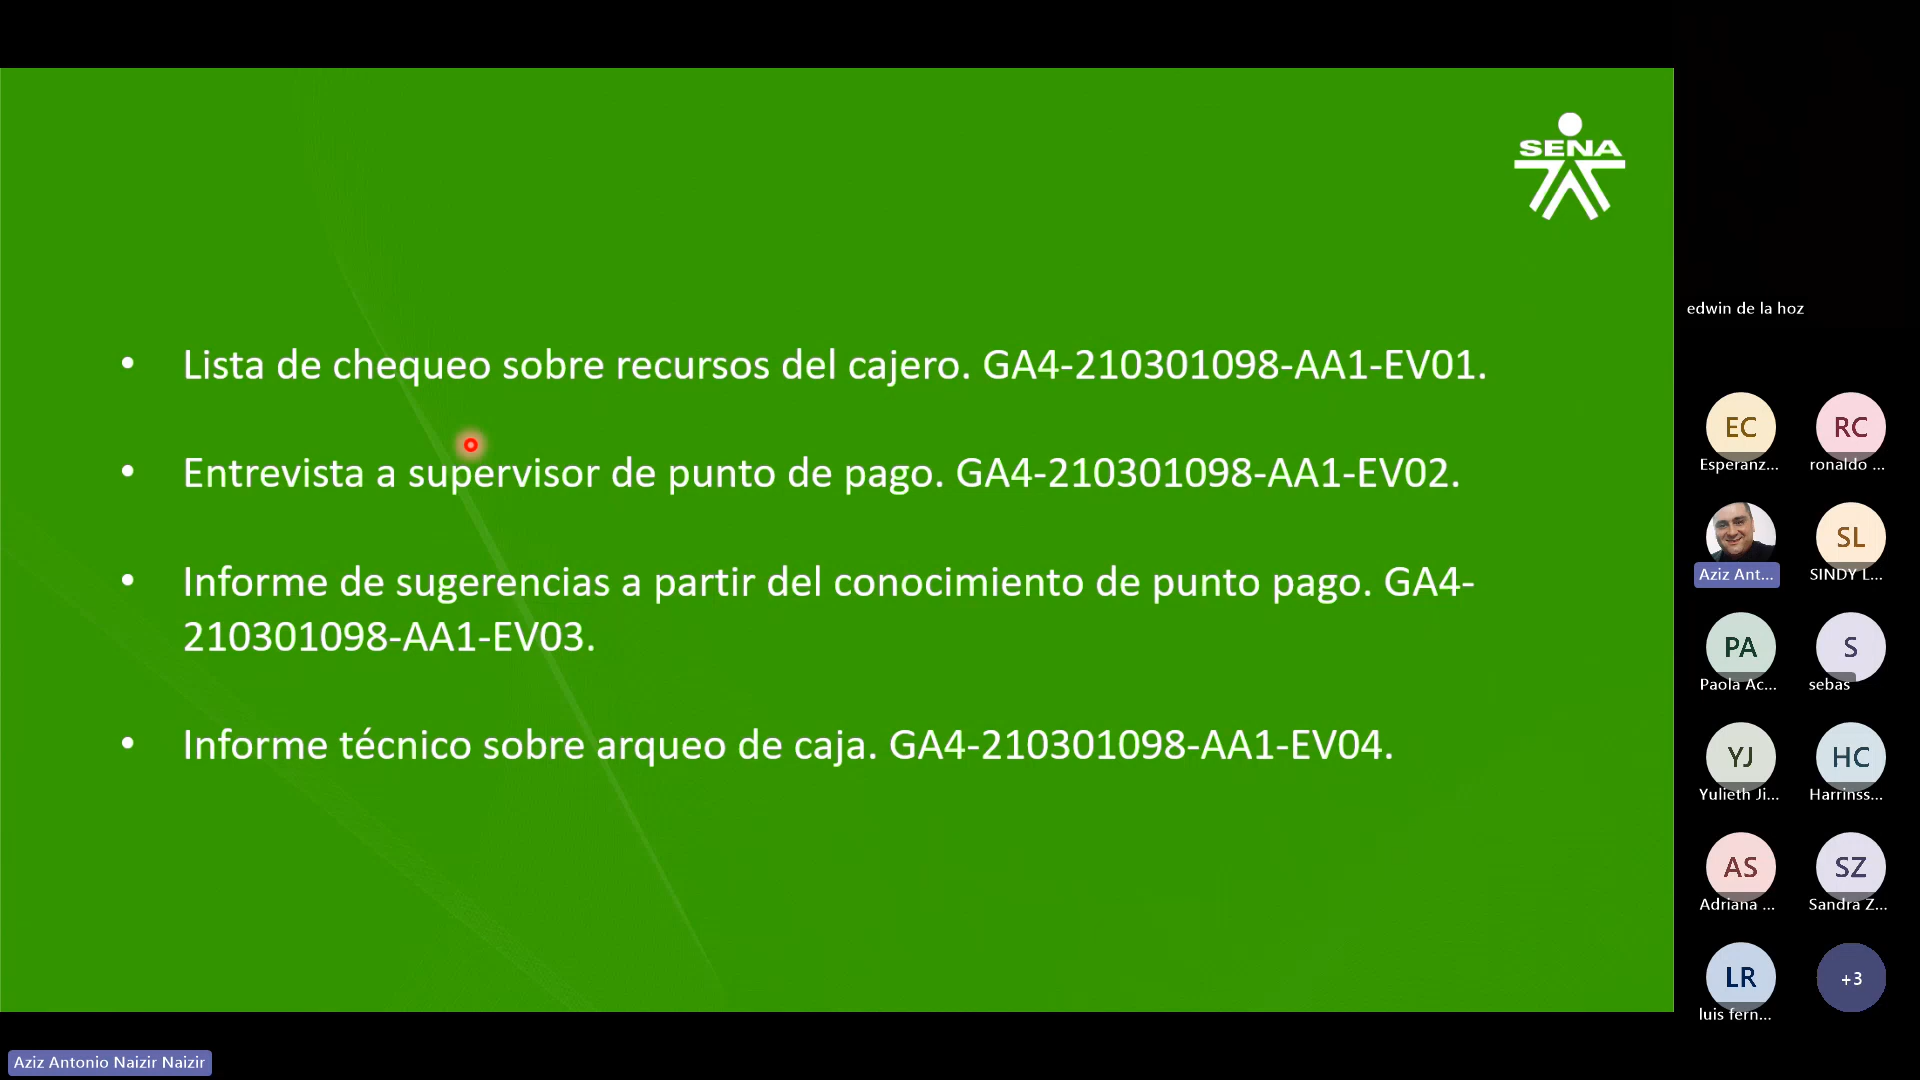 SENA
• Lista de chequeo sobre recursos del cajero. GA4-210301098-AA1-EV01.
• Entrevista a supervisor de punto de pago. GA4-210301098-AA1-EV02.
• Informe de sugerencias a partir del conocimiento de punto pago. GA4-
210301098-AA1-EV03.
• Informe técnico sobre arqueo de caja. GA4-210301098-AA1-EV04.
edwin de la hoz
EC RC
Esperanz... ronaldo ...
SL
Aziz Ant... SINDY L...
PA S
Paola Ac... sebas
YJ HC
Yulieth Ji... Harrinss...
AS SZ
Adriana ... Sandra Z...
LR +3
luis fern...
Aziz Antonio Naizir Naizir